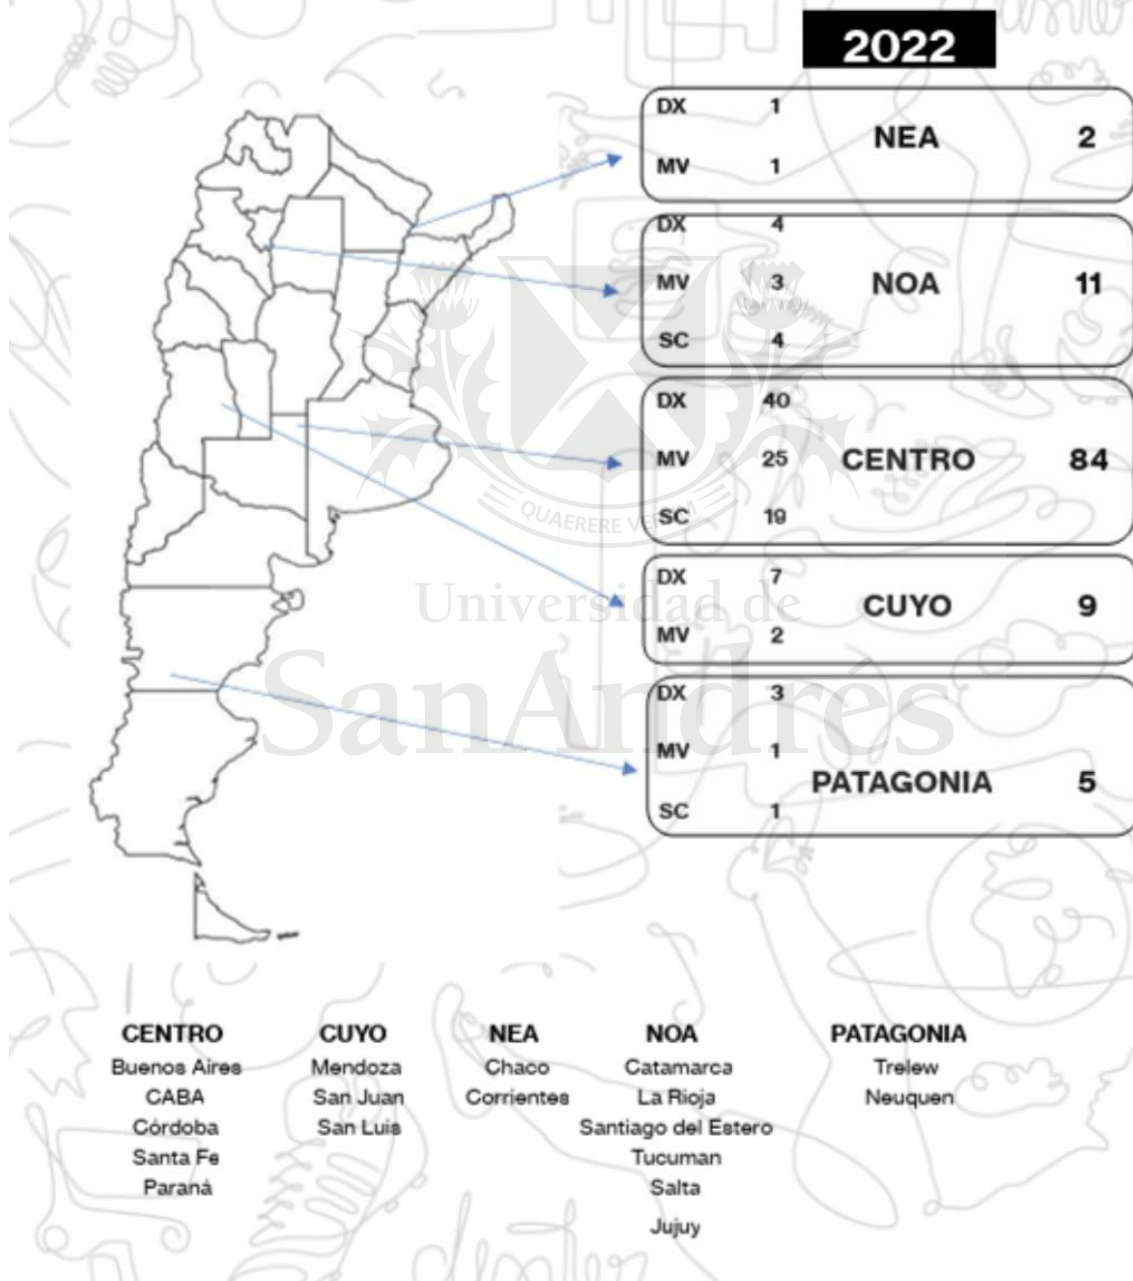 2022
DX 1
NEA 2
MV 1
DX 4
MV 3
NOA 11
SC 4
DX 40
MV 25
CENTRO 84
SC 19
DX 7
CUYO 9
MV 2
DX 3
MV 1
PATAGONIA 5
SC 1
Universidad de
SanAndrés
CENTRO CUYO NEA NOA PATAGONIA
Buenos Aires Mendoza Chaco Catamarca Trelew
CABA San Juan Corrientes La Rioja Neuquen
Córdoba San Luis Santiago del Estero
Santa Fe Tucuman
Paraná Salta
Jujuy